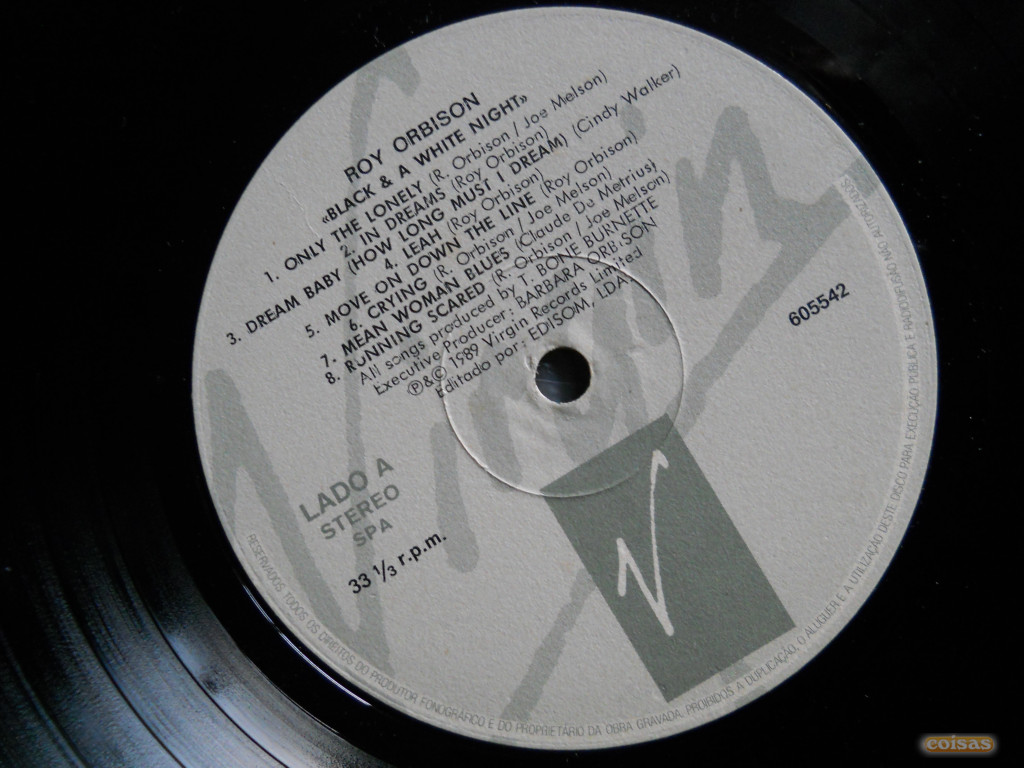 ROY ORBISON
«BLACK & A WHITE NIGHT»
1. ONLY THE LONELY (R. Orbison / Joe Melson)
2. IN DREAMS (Roy Orbison)
3. DREAM BABY (HOW LONG MUST I DREAM) (Cindy Walker)
4. LEAH (Roy Orbison)
5. MOVE ON DOWN THE LINE (Roy Orbison)
6. CRYING (R. Orbison / Joe Melson)
7. MEAN WOMAN BLUES (Claude De Metrius)
8. RUNNING SCARED (R. Orbison / Joe Melson)
All songs produced by T. BONE BURNETTE
Executive Producer: BARBARA ORBISON
℗&© 1989 Virgin Records Limited
Editado por: EDISOM, LDA.
605542
LADO A
STEREO
SPA
33 1/3 r.p.m.
Virgin
RESERVADOS TODOS OS DIREITOS DO PRODUTOR FONOGRÁFICO E DO PROPRIETÁRIO DA OBRA GRAVADA. PROIBIDOS A DUPLICAÇÃO, O ALUGUER E A UTILIZAÇÃO DESTE DISCO PARA EXECUÇÃO PÚBLICA E RADIODIFUSÃO NÃO AUTORIZADOS
coisas